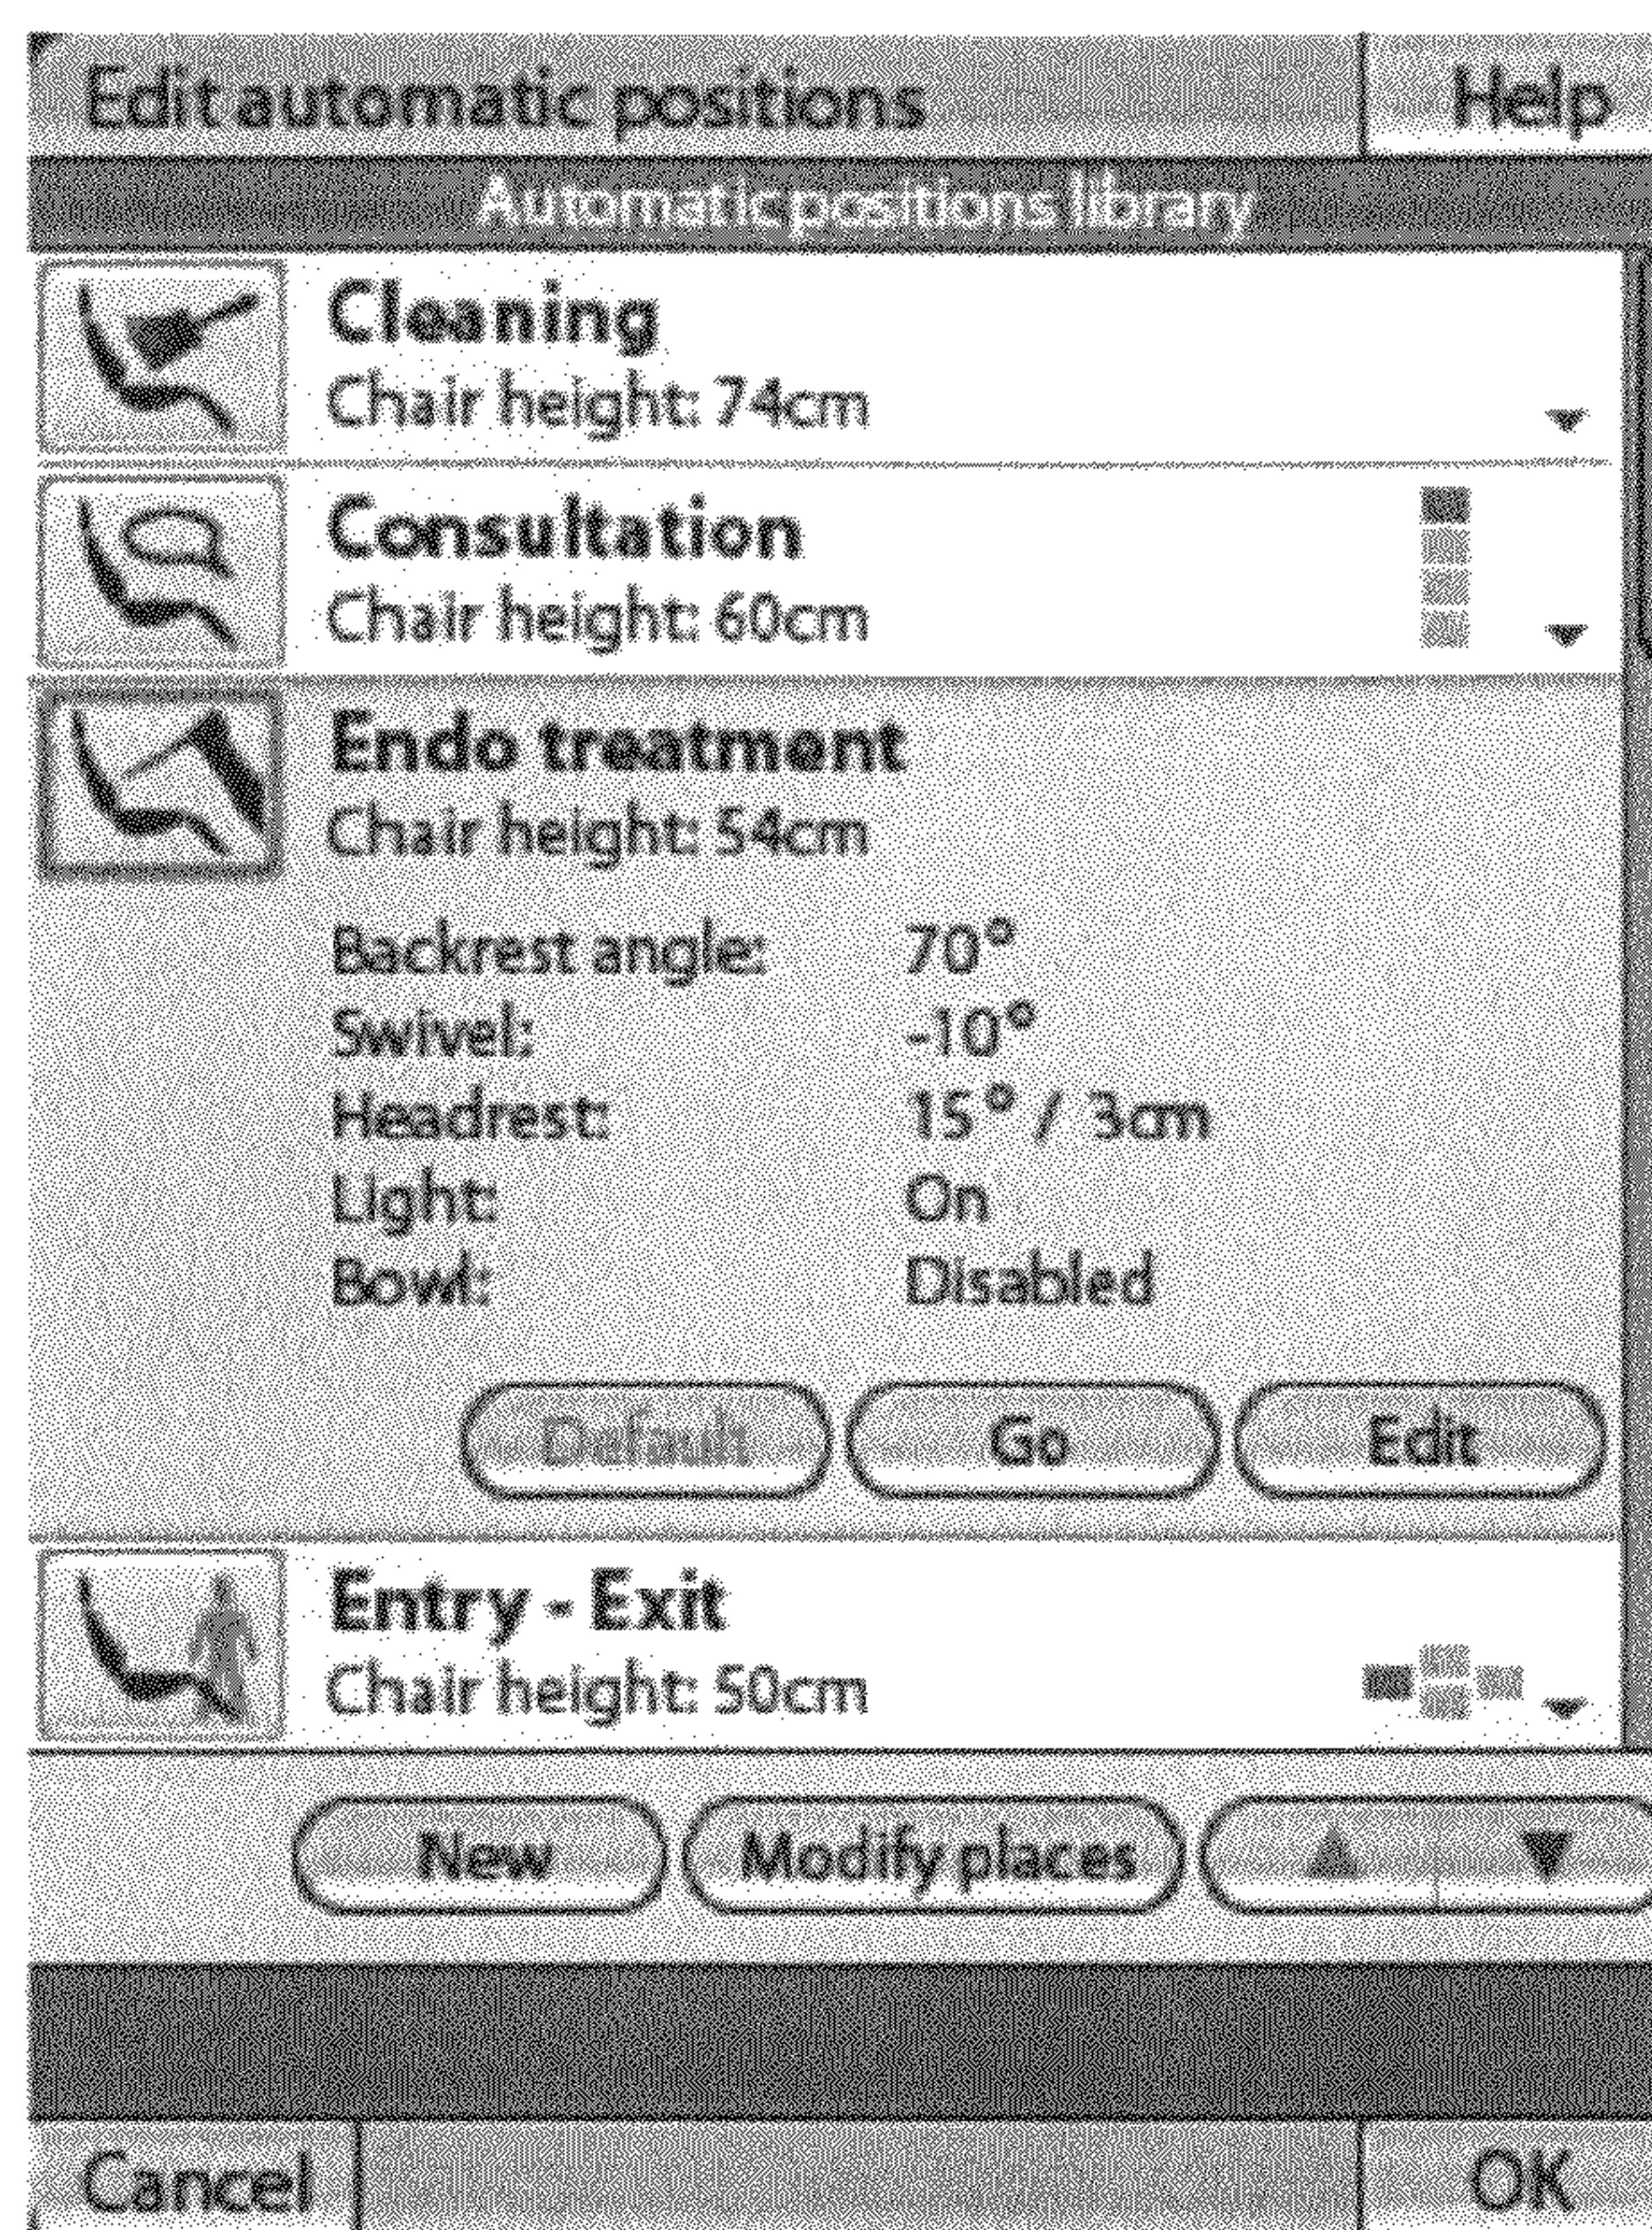 Edit automatic positions Help
Automatic positions library
Cleaning
Chair height: 74cm
Consultation
Chair height: 60cm
Endo treatment
Chair height: 54cm
Backrest angle: 70°
Swivel: -10°
Headrest: 15° / 3cm
Light: On
Bowl: Disabled
Default Go Edit
Entry - Exit
Chair height: 50cm
New Modify places
Cancel OK